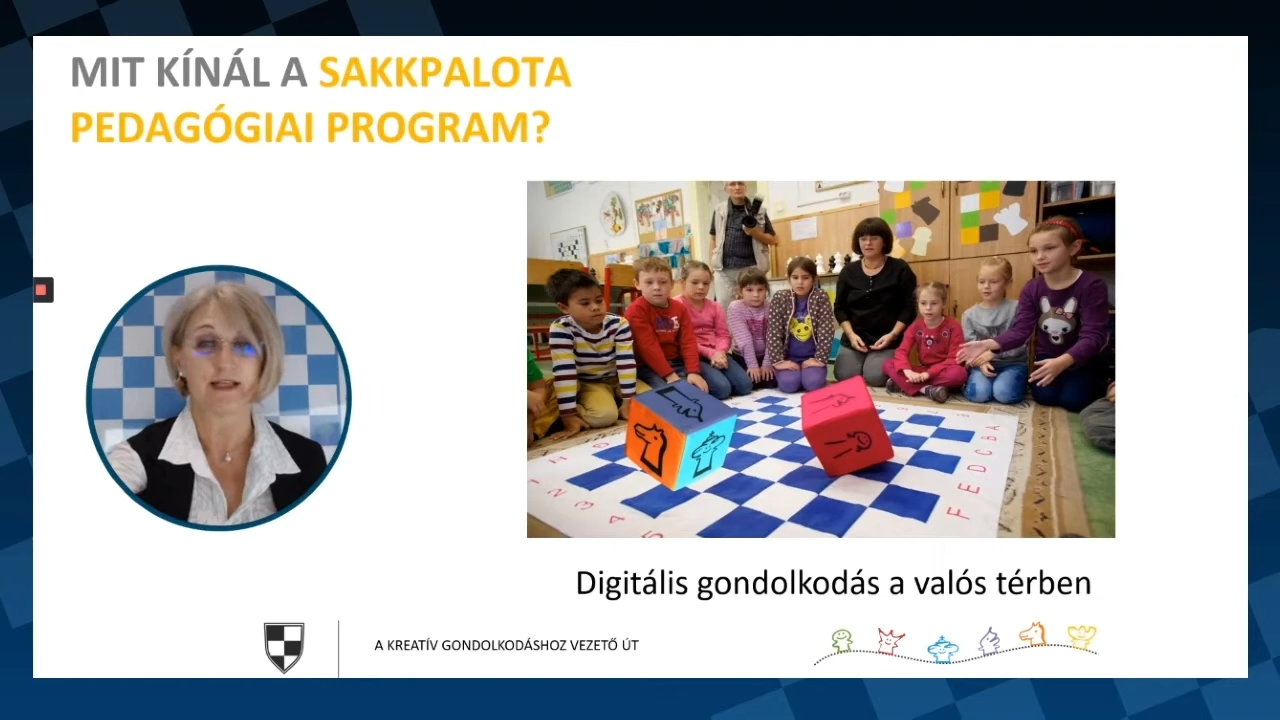 MIT KÍNÁL A SAKKPALOTA
PEDAGÓGIAI PROGRAM?
Digitális gondolkodás a valós térben
A KREATÍV GONDOLKODÁSHOZ VEZETŐ ÚT
F E D C B A